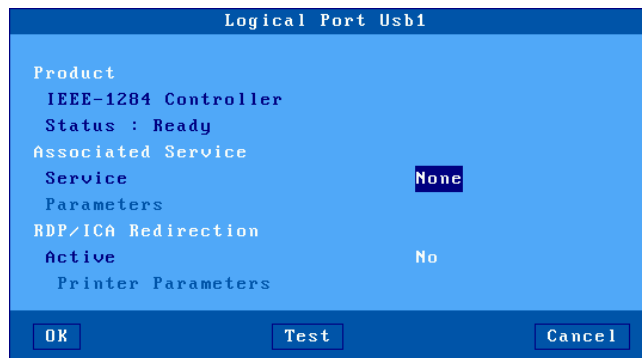 Logical Port Usb1
Product
IEEE-1284 Controller
Status : Ready
Associated Service
Service None
Parameters
RDP/ICA Redirection
Active No
Printer Parameters
OK Test Cancel